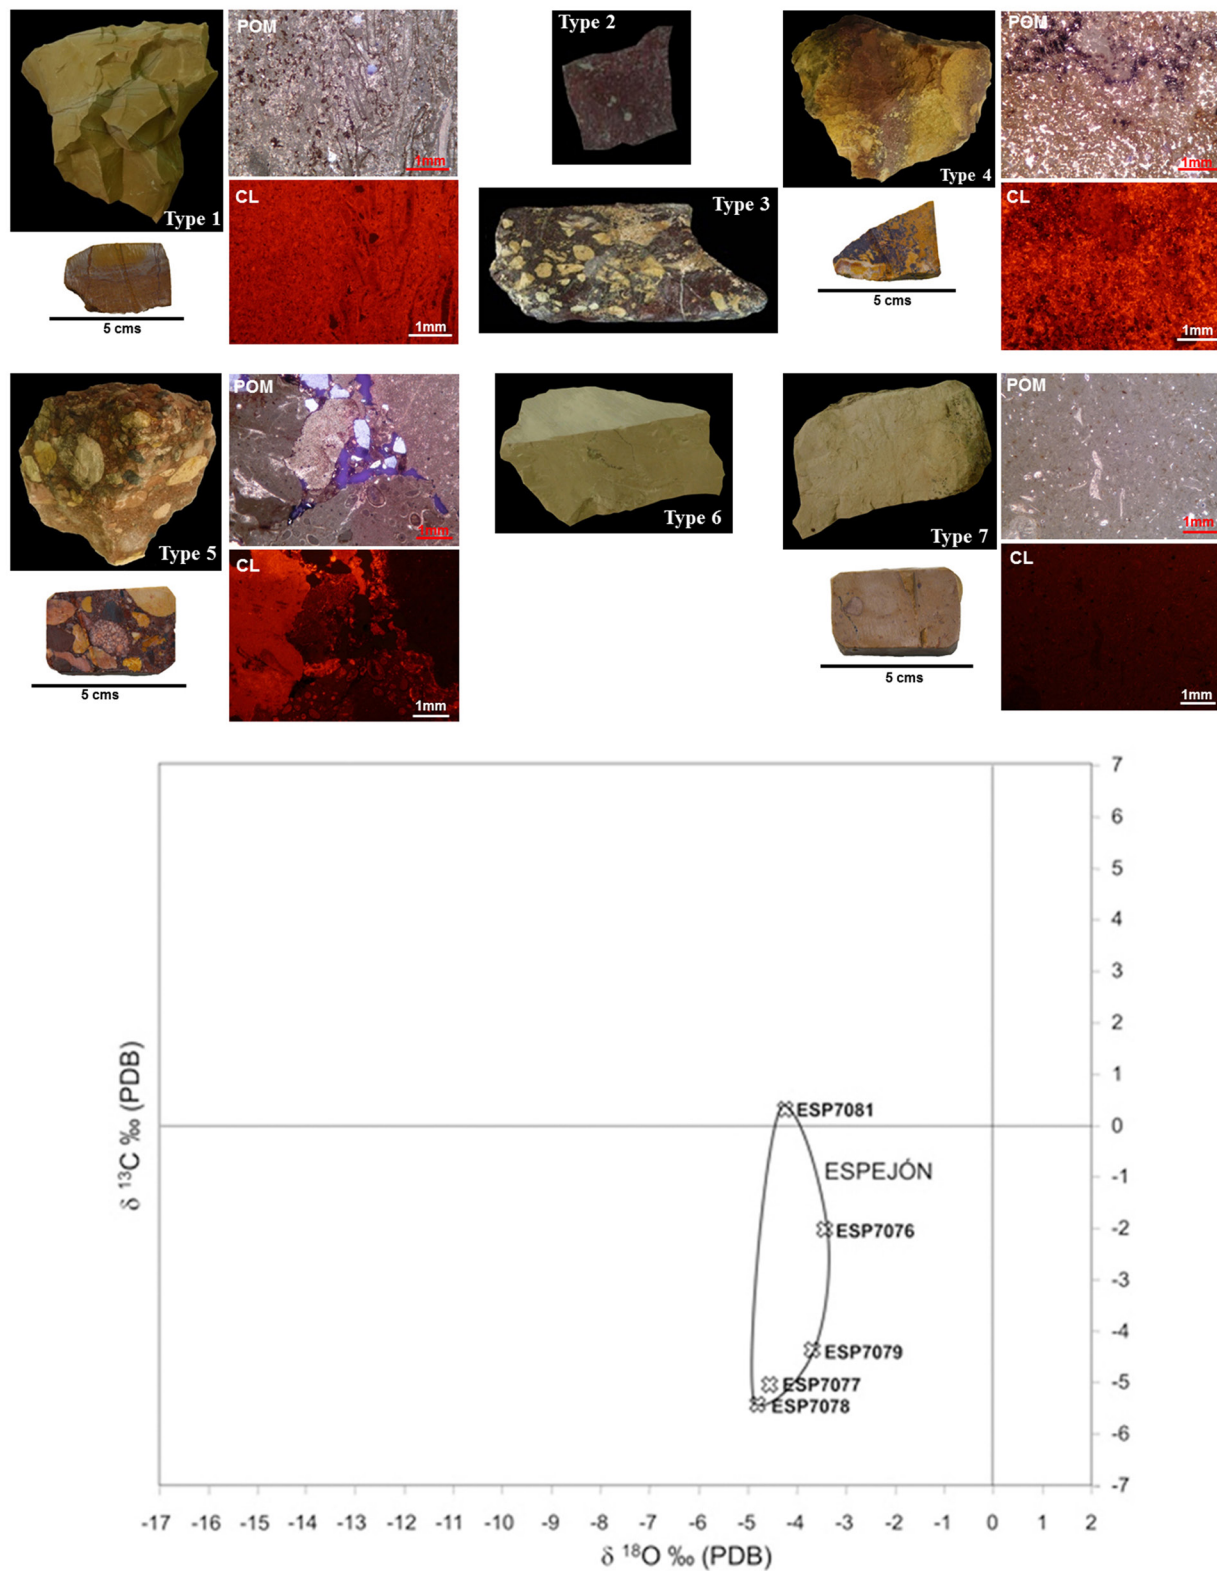 POM
Type 2
POM
1mm
1mm
Type 1
CL
Type 3
Type 4
CL
5 cms
1mm
5 cms
1mm
POM
POM
1mm
1mm
Type 5
Type 6
Type 7
CL
CL
5 cms
1mm
5 cms
1mm
7
6
5
4
3
2
1
ESP7081
0
ESPEJÓN
-1
ESP7076
-2
-3
ESP7079
-4
ESP7077
-5
ESP7078
-6
-7
δ ¹³C ‰ (PDB)
-17 -16 -15 -14 -13 -12 -11 -10 -9 -8 -7 -6 -5 -4 -3 -2 -1 0 1 2
δ ¹⁸O ‰ (PDB)